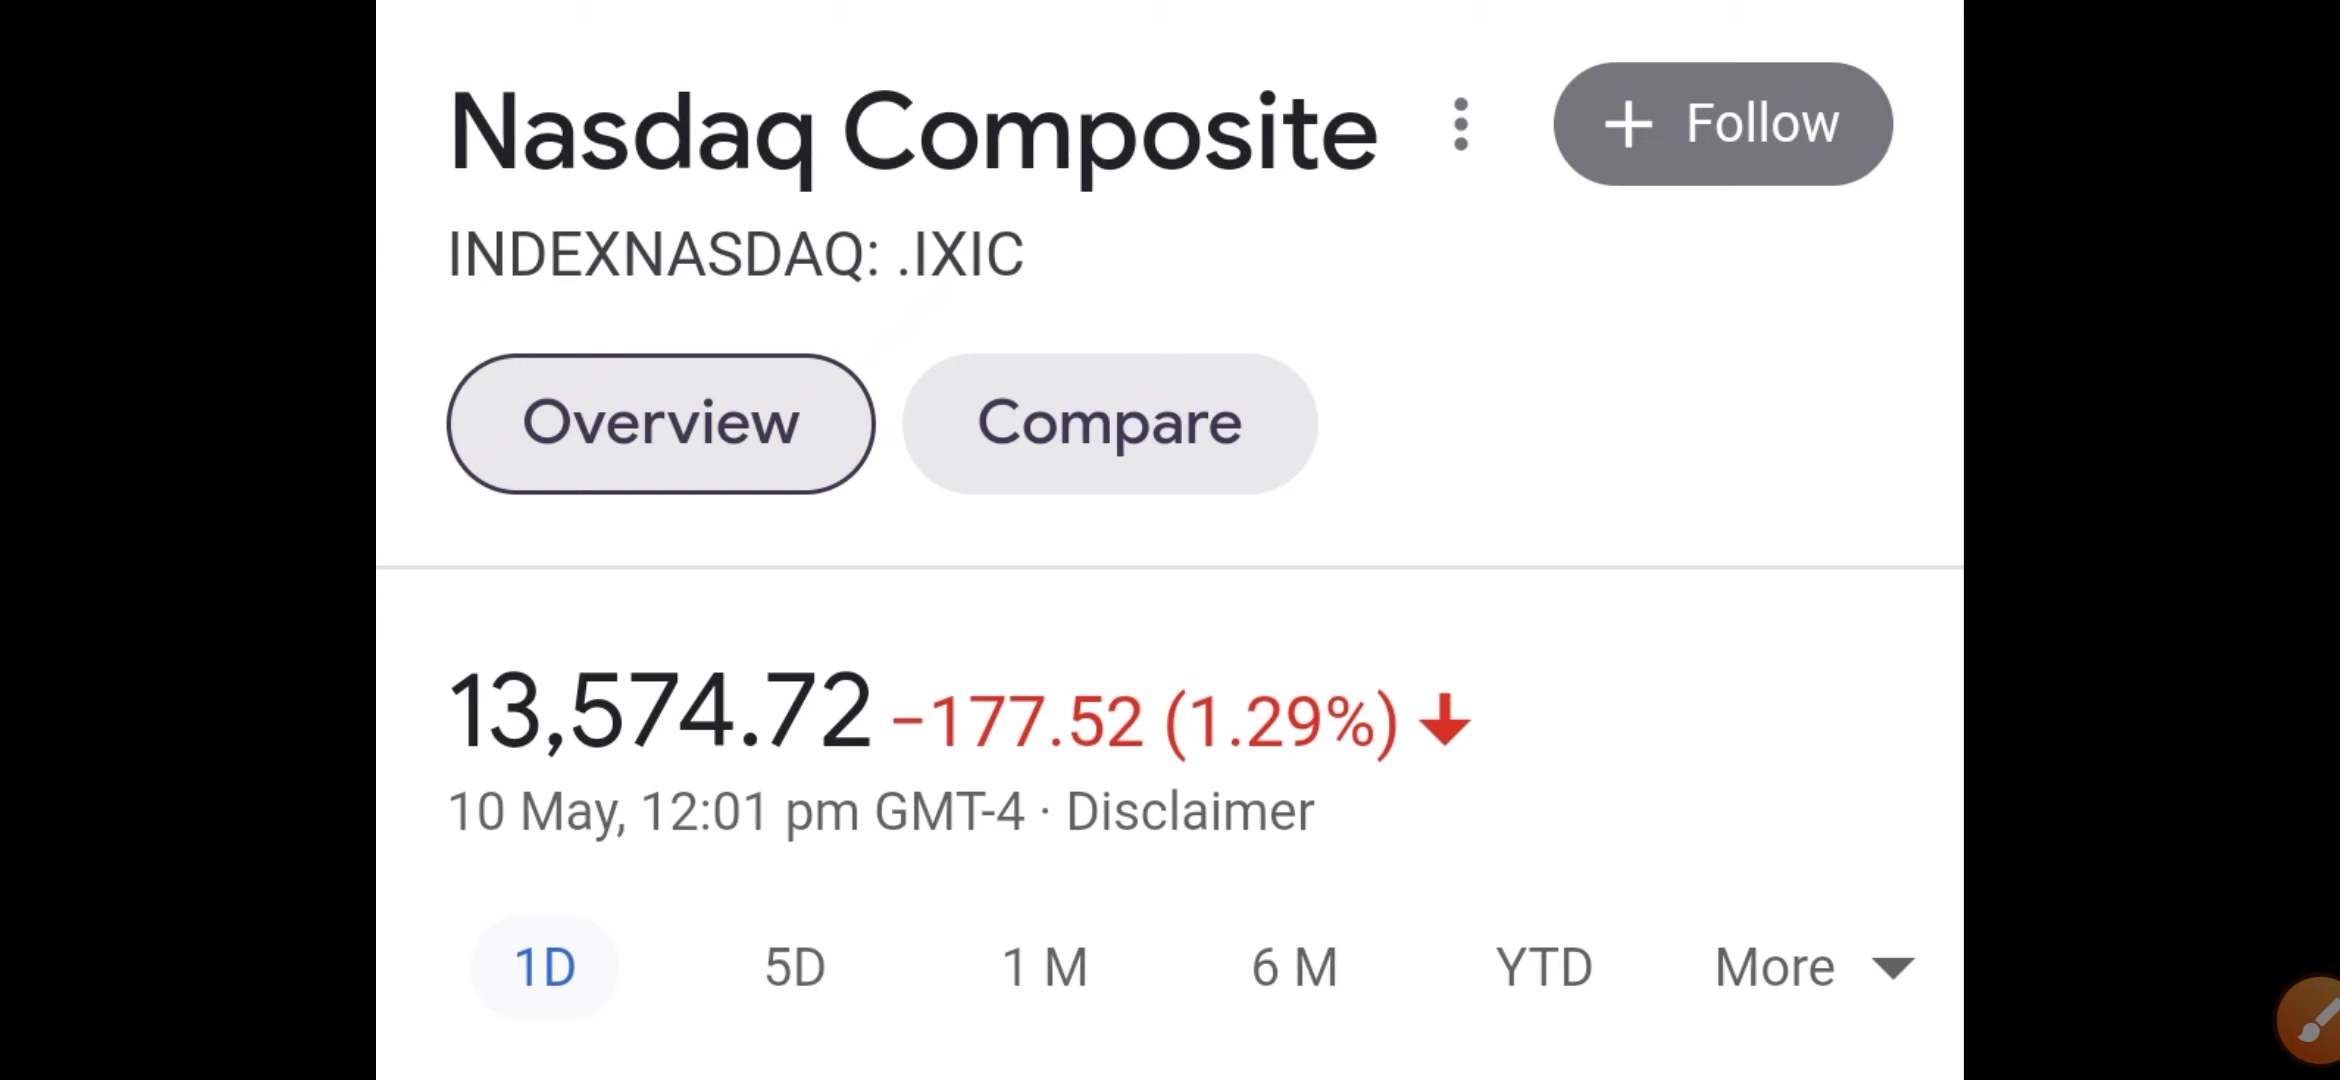 Nasdaq Composite
+ Follow
INDEXNASDAQ: .IXIC
Overview
Compare
13,574.72 -177.52 (1.29%)
10 May, 12:01 pm GMT-4 · Disclaimer
1D
5D
1 M
6 M
YTD
More